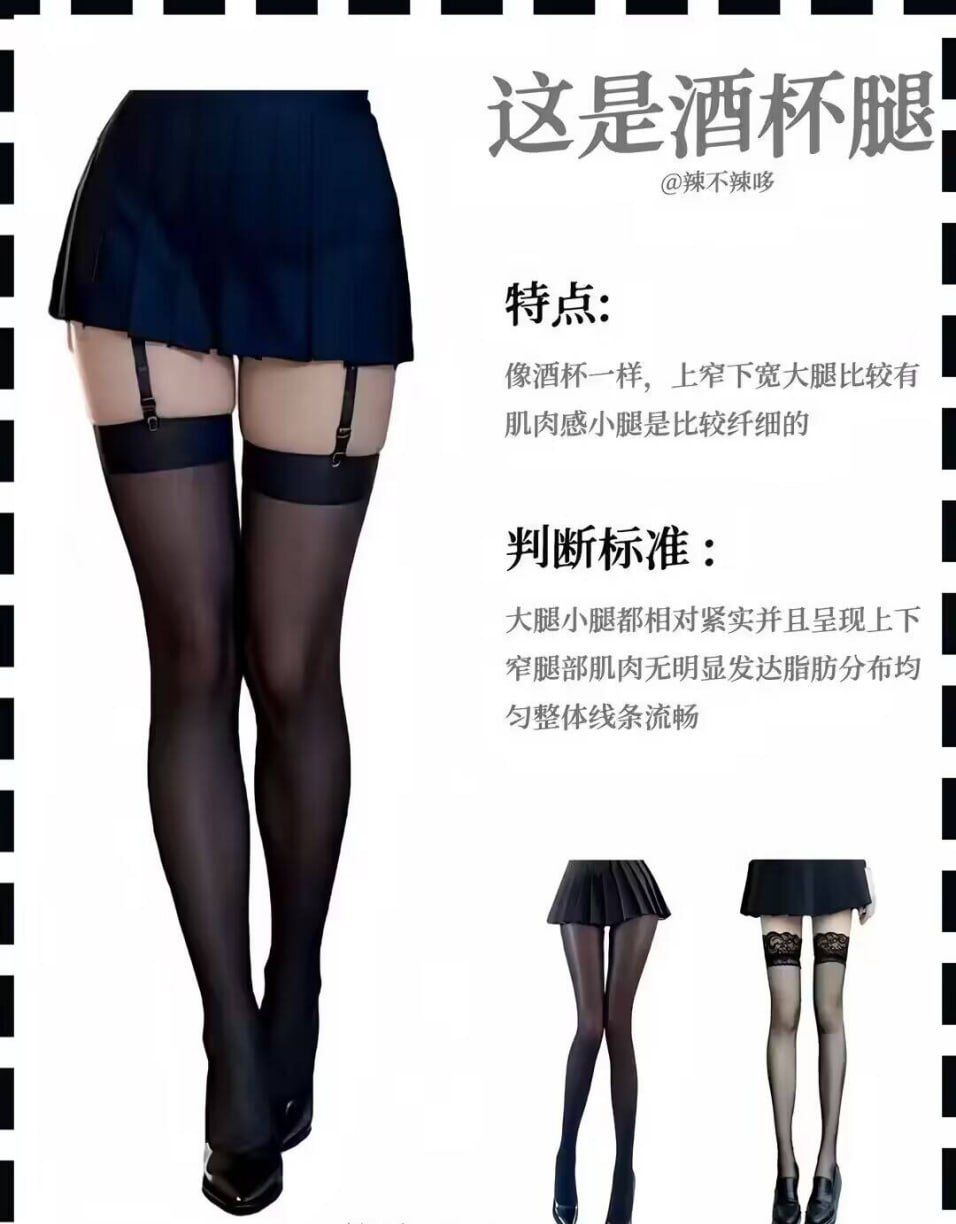 这是酒杯腿
@辣不辣哆
特点:
像酒杯一样，上窄下宽大腿比较有
肌肉感小腿是比较纤细的
判断标准：
大腿小腿都相对紧实并且呈现上下
窄腿部肌肉无明显发达脂肪分布均
匀整体线条流畅